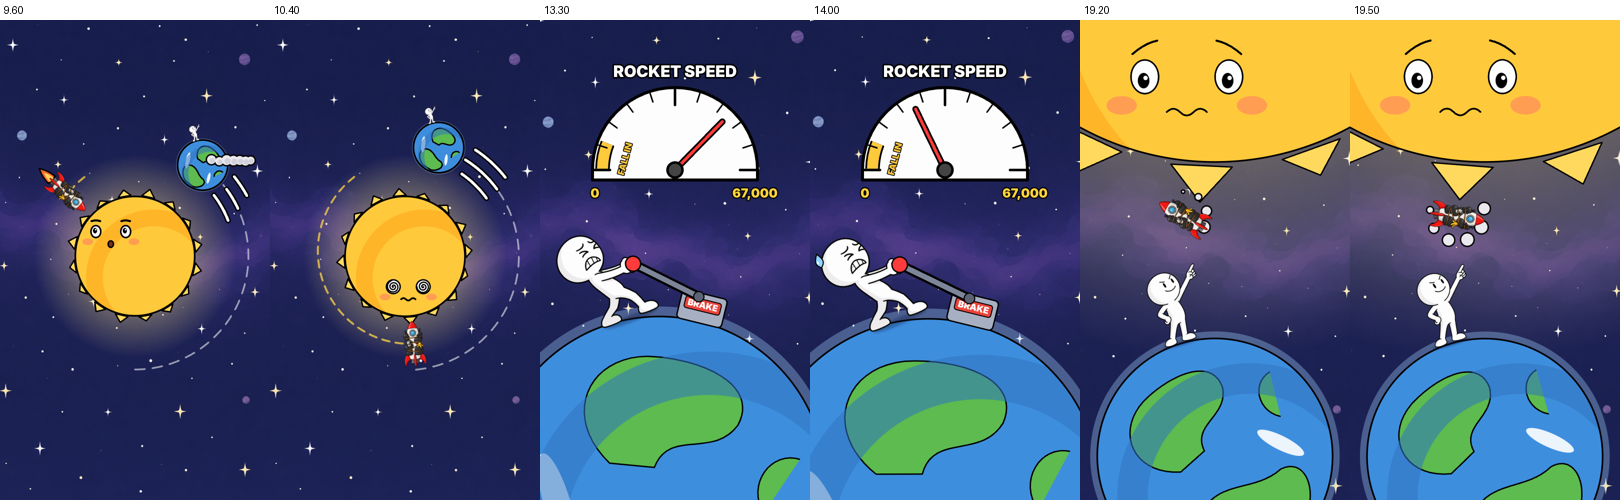 9.60
10.40
13.30
14.00
19.20
19.50
ROCKET SPEED
FALL IN
0
67,000
BRAKE
ROCKET SPEED
FALL IN
0
67,000
BRAKE